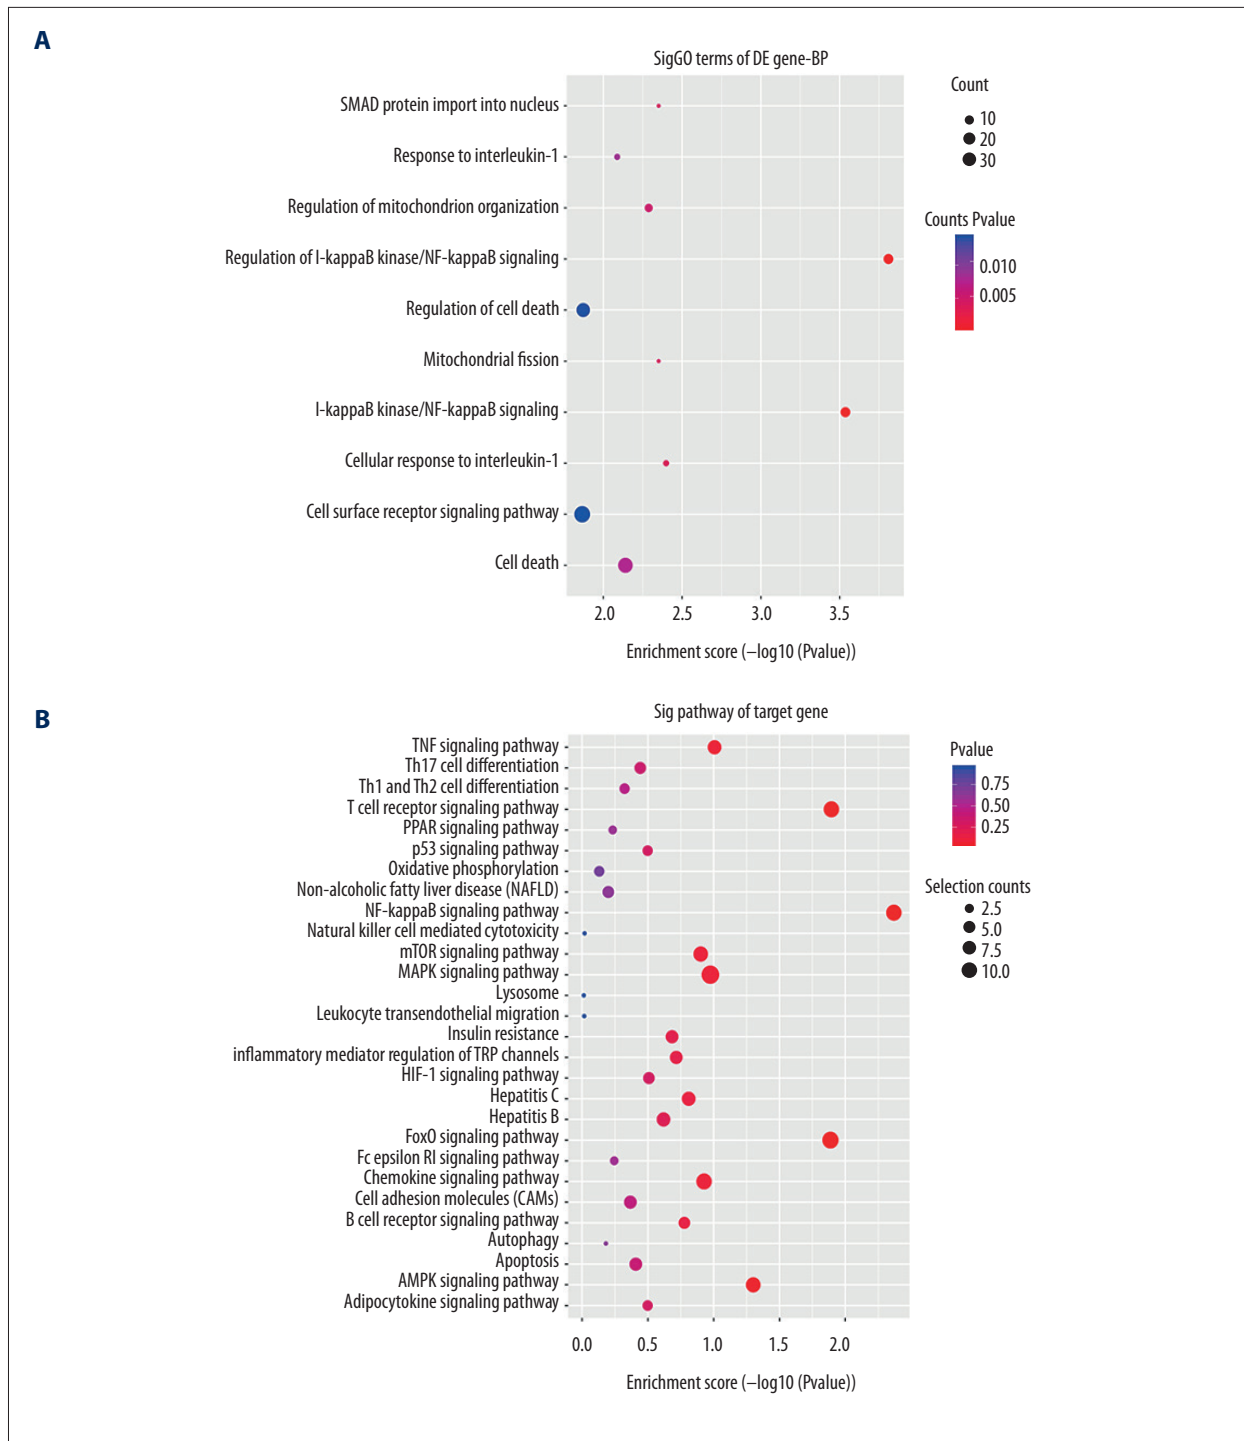 A
SigGO terms of DE gene-BP
SMAD protein import into nucleus
Response to interleukin-1
Regulation of mitochondrion organization
Regulation of I-kappaB kinase/NF-kappaB signaling
Regulation of cell death
Mitochondrial fission
I-kappaB kinase/NF-kappaB signaling
Cellular response to interleukin-1
Cell surface receptor signaling pathway
Cell death
2.0 2.5 3.0 3.5
Enrichment score (–log10 (Pvalue))
Count
10
20
30
Counts Pvalue
0.010
0.005
B
Sig pathway of target gene
TNF signaling pathway
Th17 cell differentiation
Th1 and Th2 cell differentiation
T cell receptor signaling pathway
PPAR signaling pathway
p53 signaling pathway
Oxidative phosphorylation
Non-alcoholic fatty liver disease (NAFLD)
NF-kappaB signaling pathway
Natural killer cell mediated cytotoxicity
mTOR signaling pathway
MAPK signaling pathway
Lysosome
Leukocyte transendothelial migration
Insulin resistance
inflammatory mediator regulation of TRP channels
HIF-1 signaling pathway
Hepatitis C
Hepatitis B
FoxO signaling pathway
Fc epsilon RI signaling pathway
Chemokine signaling pathway
Cell adhesion molecules (CAMs)
B cell receptor signaling pathway
Autophagy
Apoptosis
AMPK signaling pathway
Adipocytokine signaling pathway
0.0 0.5 1.0 1.5 2.0
Enrichment score (–log10 (Pvalue))
Pvalue
0.75
0.50
0.25
Selection counts
2.5
5.0
7.5
10.0